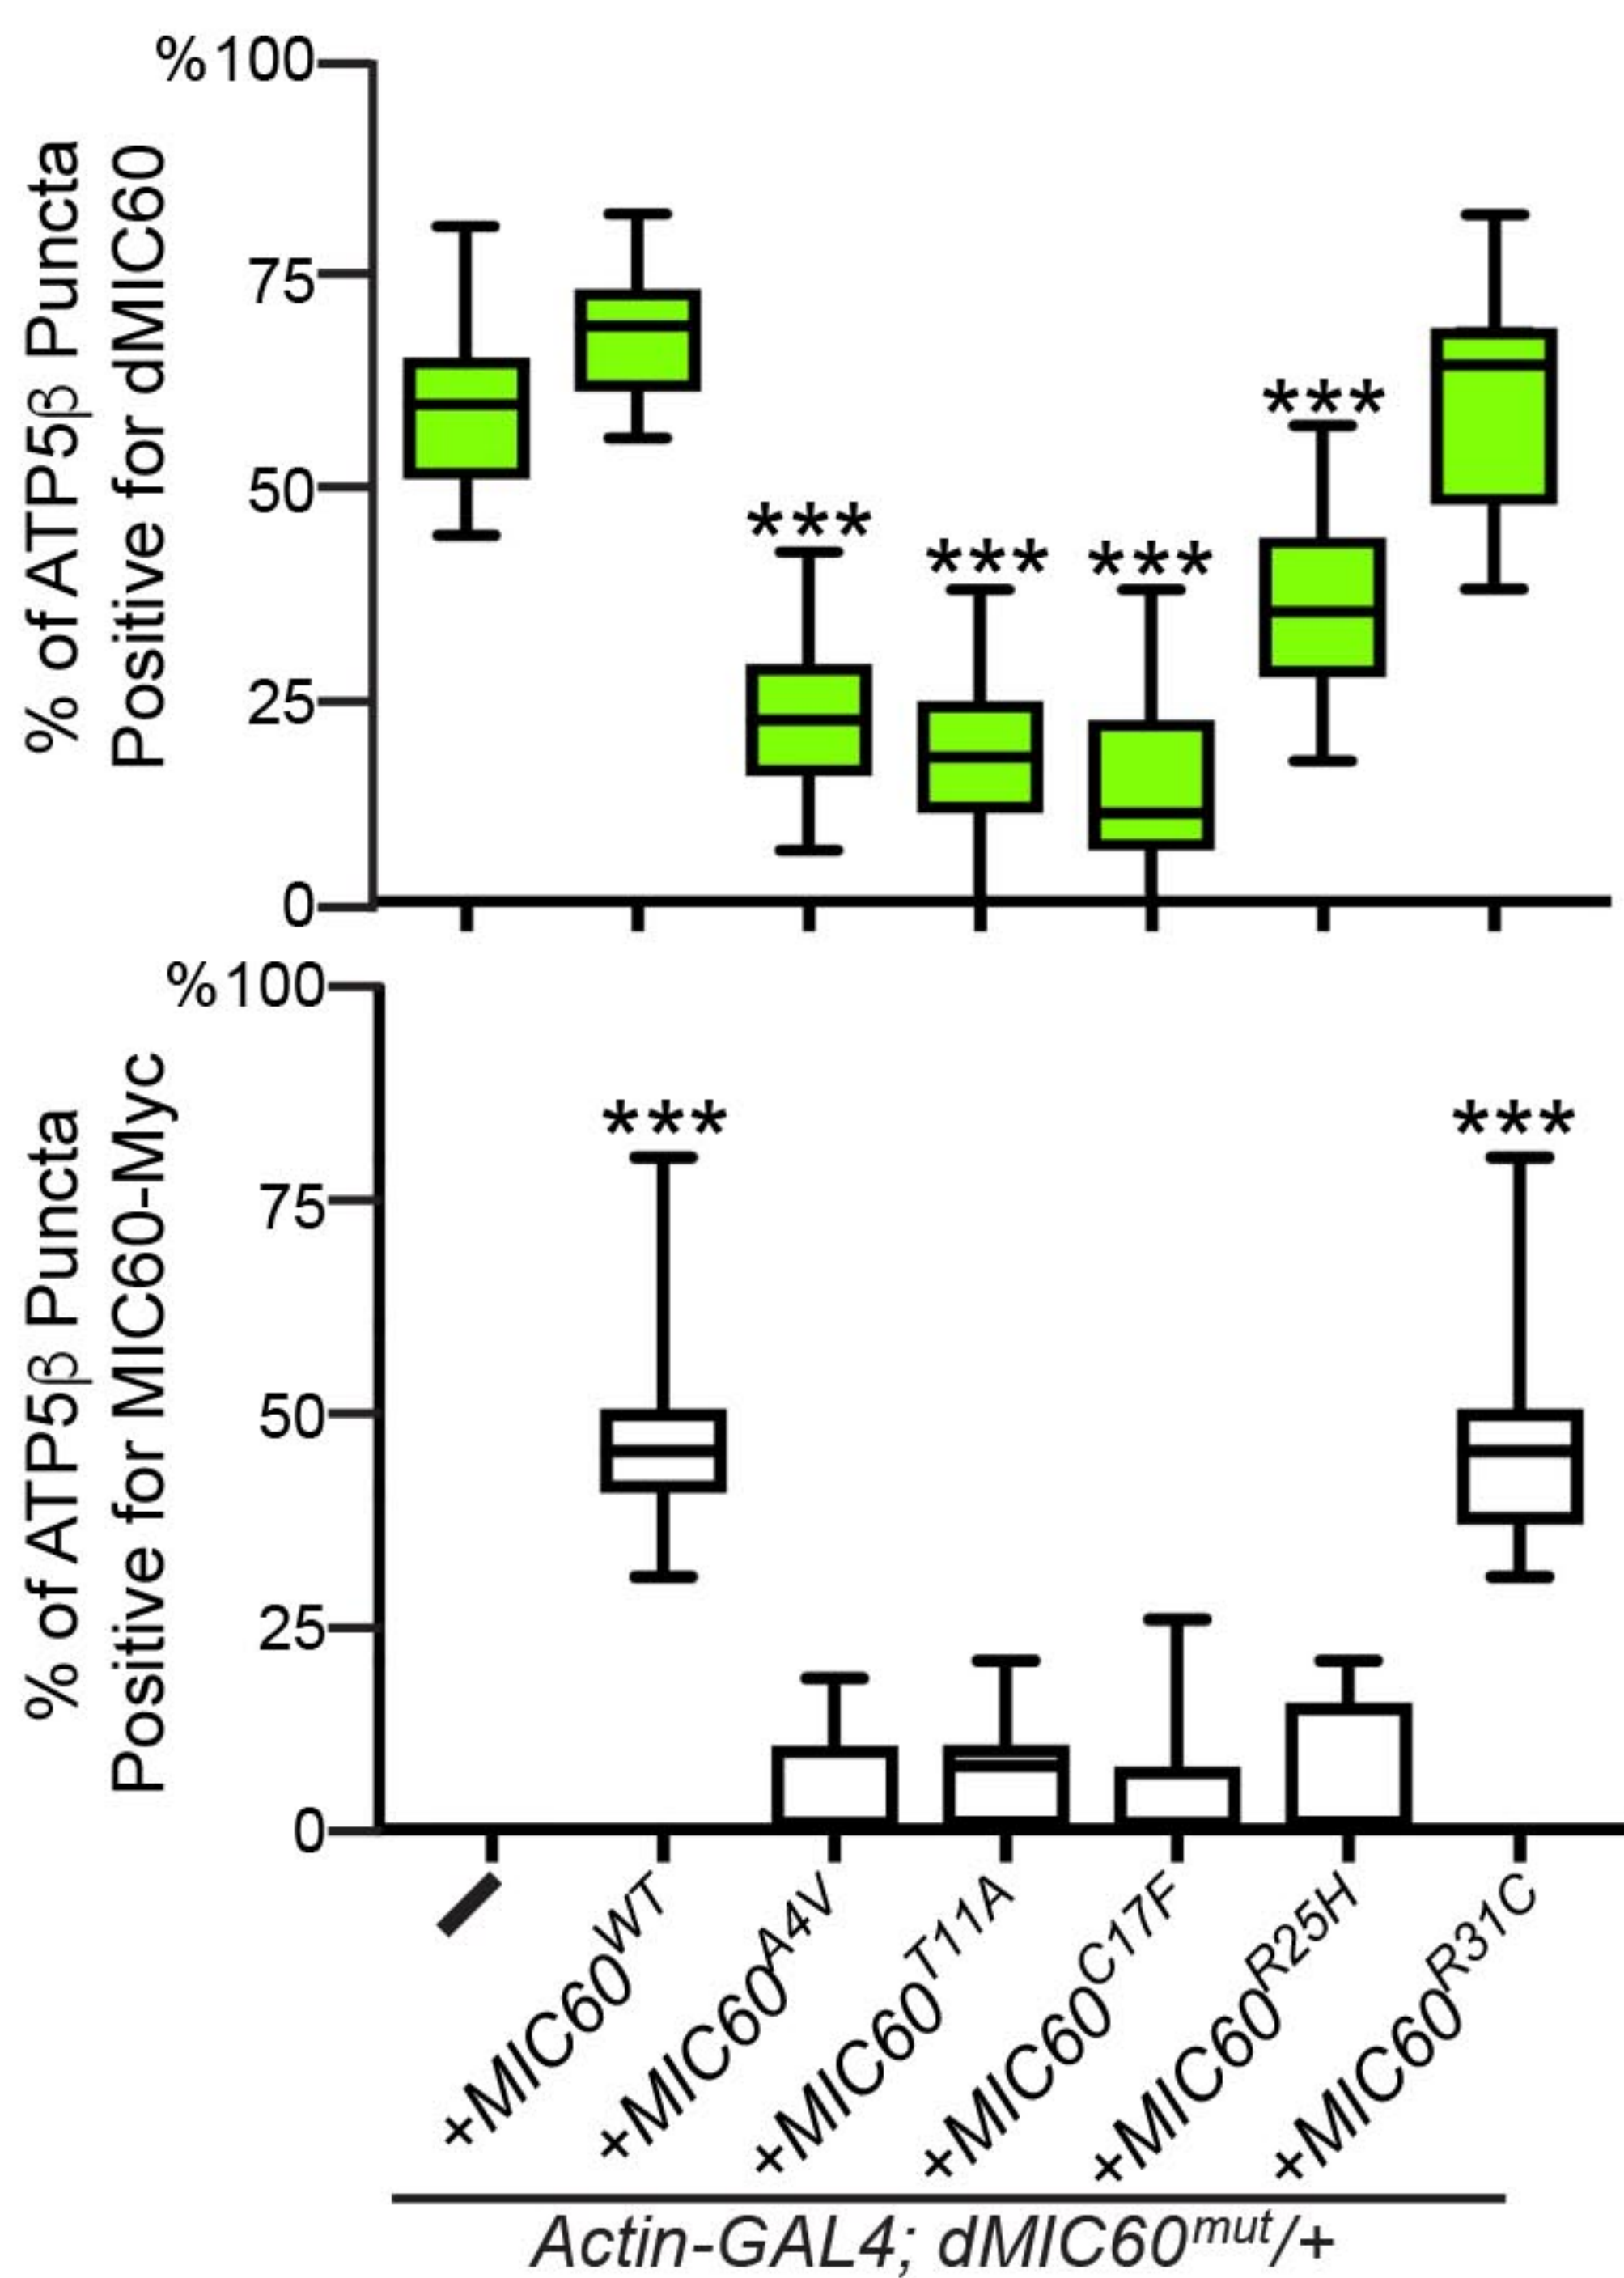 % of ATP5β Puncta
Positive for dMIC60
%100
75
50
25
0
***
***
***
***
% of ATP5β Puncta
Positive for MIC60-Myc
%100
75
50
25
0
***
***
+MIC60WT
+MIC60A4V
+MIC60T11A
+MIC60C17F
+MIC60R25H
+MIC60R31C
Actin-GAL4; dMIC60mut/+